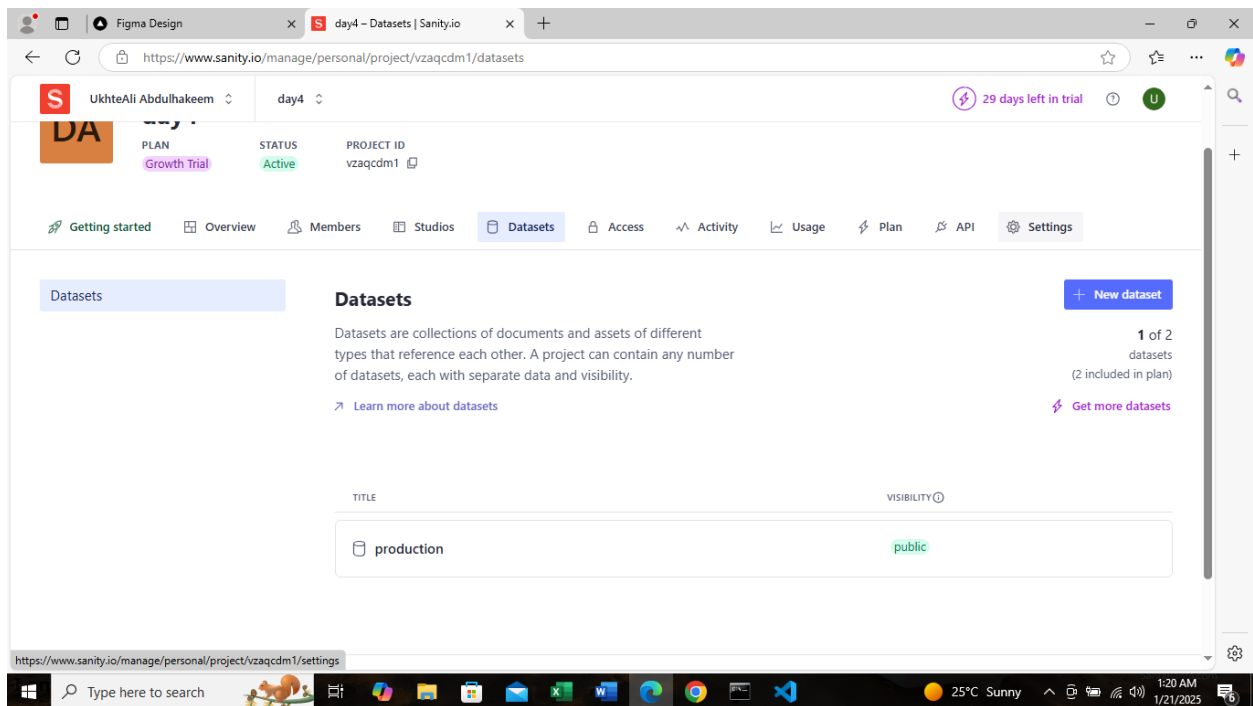 Figma Design
S day4 – Datasets | Sanity.io
https://www.sanity.io/manage/personal/project/vzaqcdm1/datasets
S UkhteAli Abdulhakeem day4 29 days left in trial U
DA day4
PLAN STATUS PROJECT ID
Growth Trial Active vzaqcdm1
Getting started Overview Members Studios Datasets Access Activity Usage Plan API Settings
Datasets
Datasets
+ New dataset
Datasets are collections of documents and assets of different
types that reference each other. A project can contain any number
of datasets, each with separate data and visibility.
1 of 2
datasets
(2 included in plan)
Learn more about datasets
Get more datasets
TITLE VISIBILITY
production public
https://www.sanity.io/manage/personal/project/vzaqcdm1/settings
Type here to search
25°C Sunny
1:20 AM
1/21/2025
6